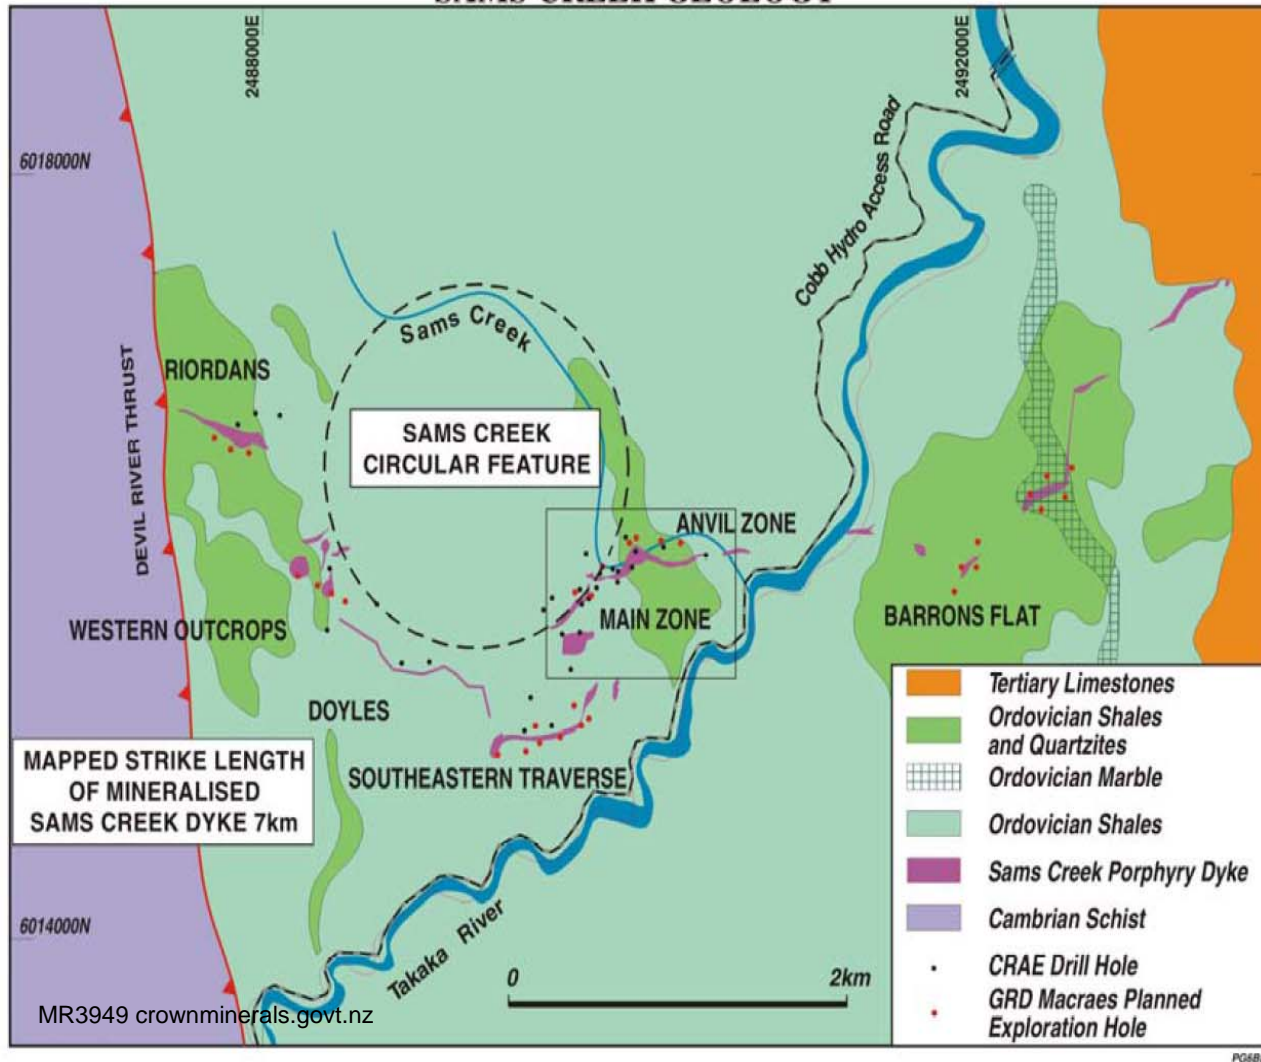 SAMS CREEK GEOLOGY
2488000E
2492000E
6018000N
Cobb Hydro Access Road
Sams Creek
DEVIL RIVER THRUST
RIORDANS
SAMS CREEK
CIRCULAR FEATURE
ANVIL ZONE
WESTERN OUTCROPS
MAIN ZONE
BARRONS FLAT
DOYLES
SOUTHEASTERN TRAVERSE
MAPPED STRIKE LENGTH
OF MINERALISED
SAMS CREEK DYKE 7km
6014000N
Takaka River
0
2km
MR3949 crownminerals.govt.nz
Tertiary Limestones
Ordovician Shales
and Quartzites
Ordovician Marble
Ordovician Shales
Sams Creek Porphyry Dyke
Cambrian Schist
CRAE Drill Hole
GRD Macraes Planned
Exploration Hole